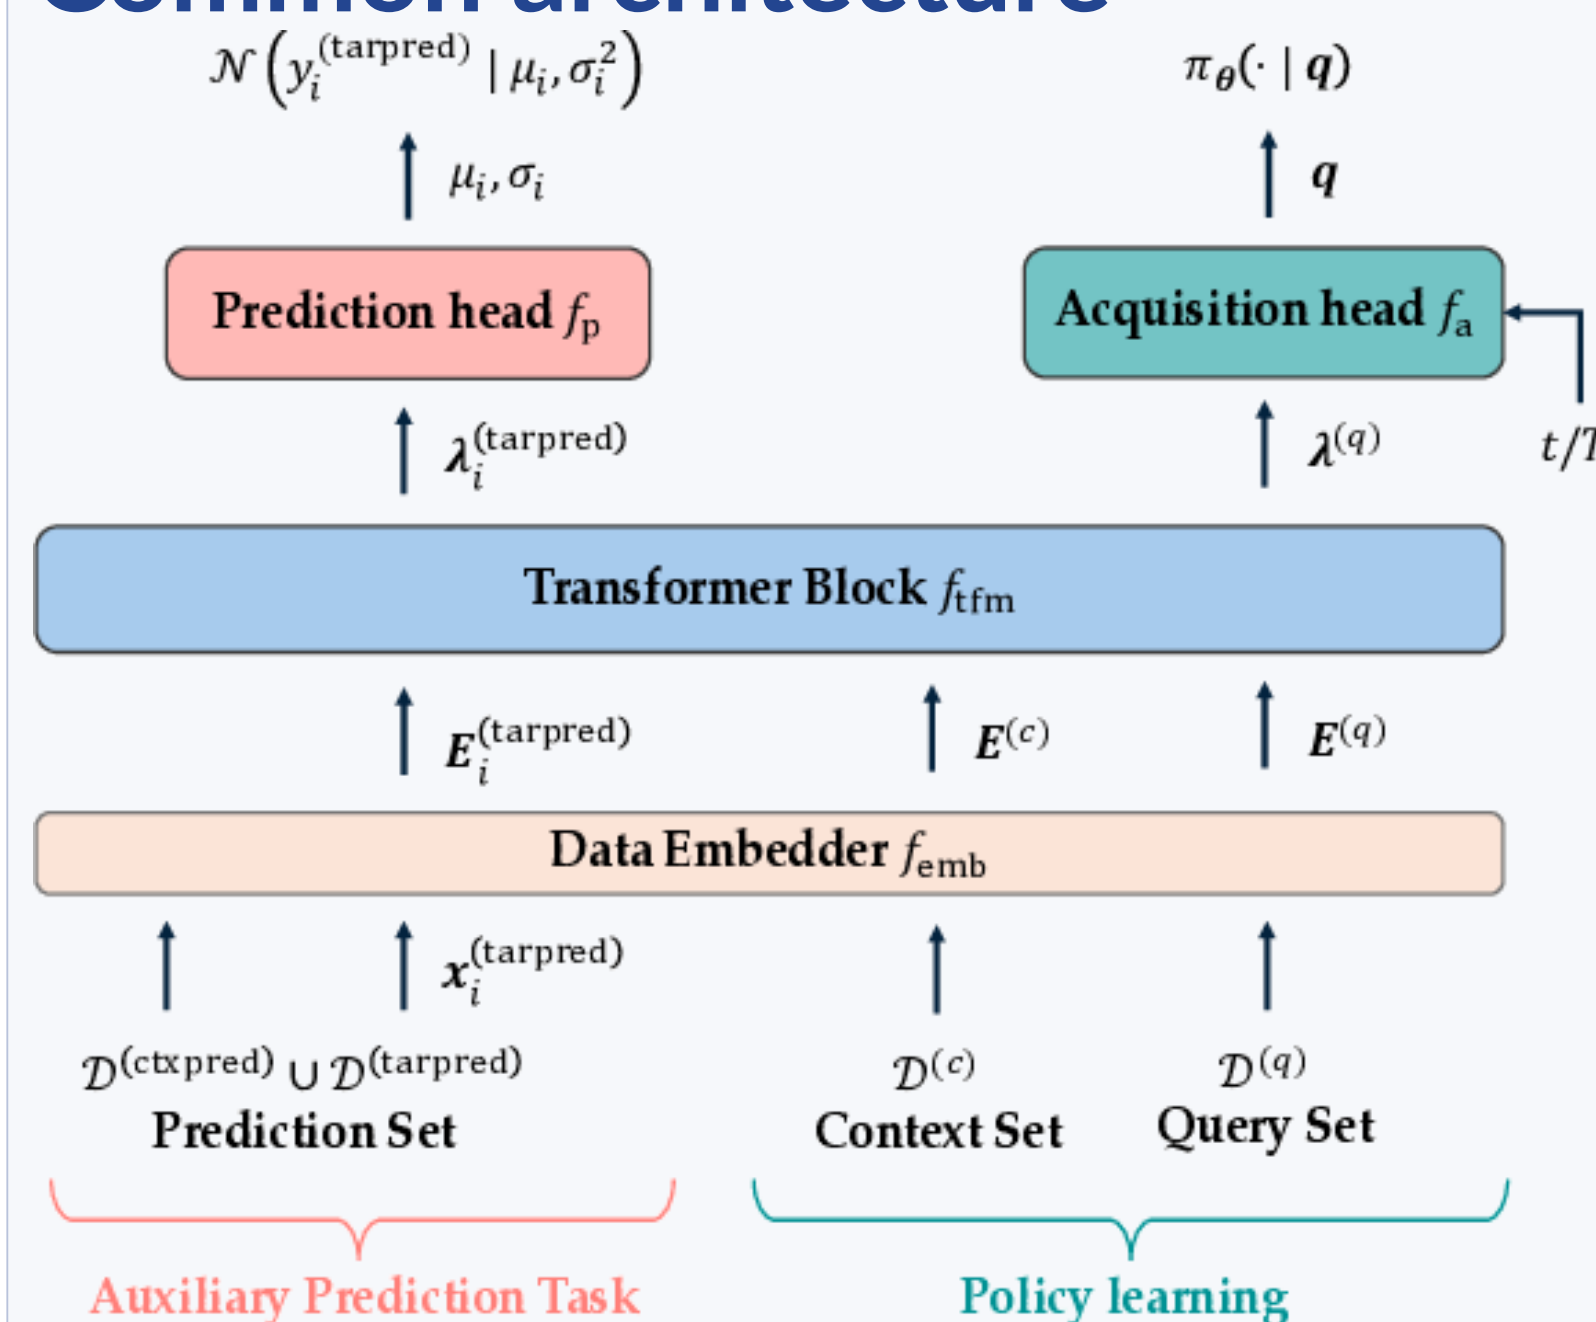 Common architecture
𝒩(y_i^(tarpred) | μ_i, σ_i^2)
π_θ(· | q)
μ_i, σ_i
q
Prediction head f_p
Acquisition head f_a
λ_i^(tarpred)
λ^(q)
t/T
Transformer Block f_tfm
E_i^(tarpred)
E^(c)
E^(q)
Data Embedder f_emb
x_i^(tarpred)
𝒟^(ctxpred) ∪ 𝒟^(tarpred)
𝒟^(c)
𝒟^(q)
Prediction Set
Context Set
Query Set
Auxiliary Prediction Task
Policy learning